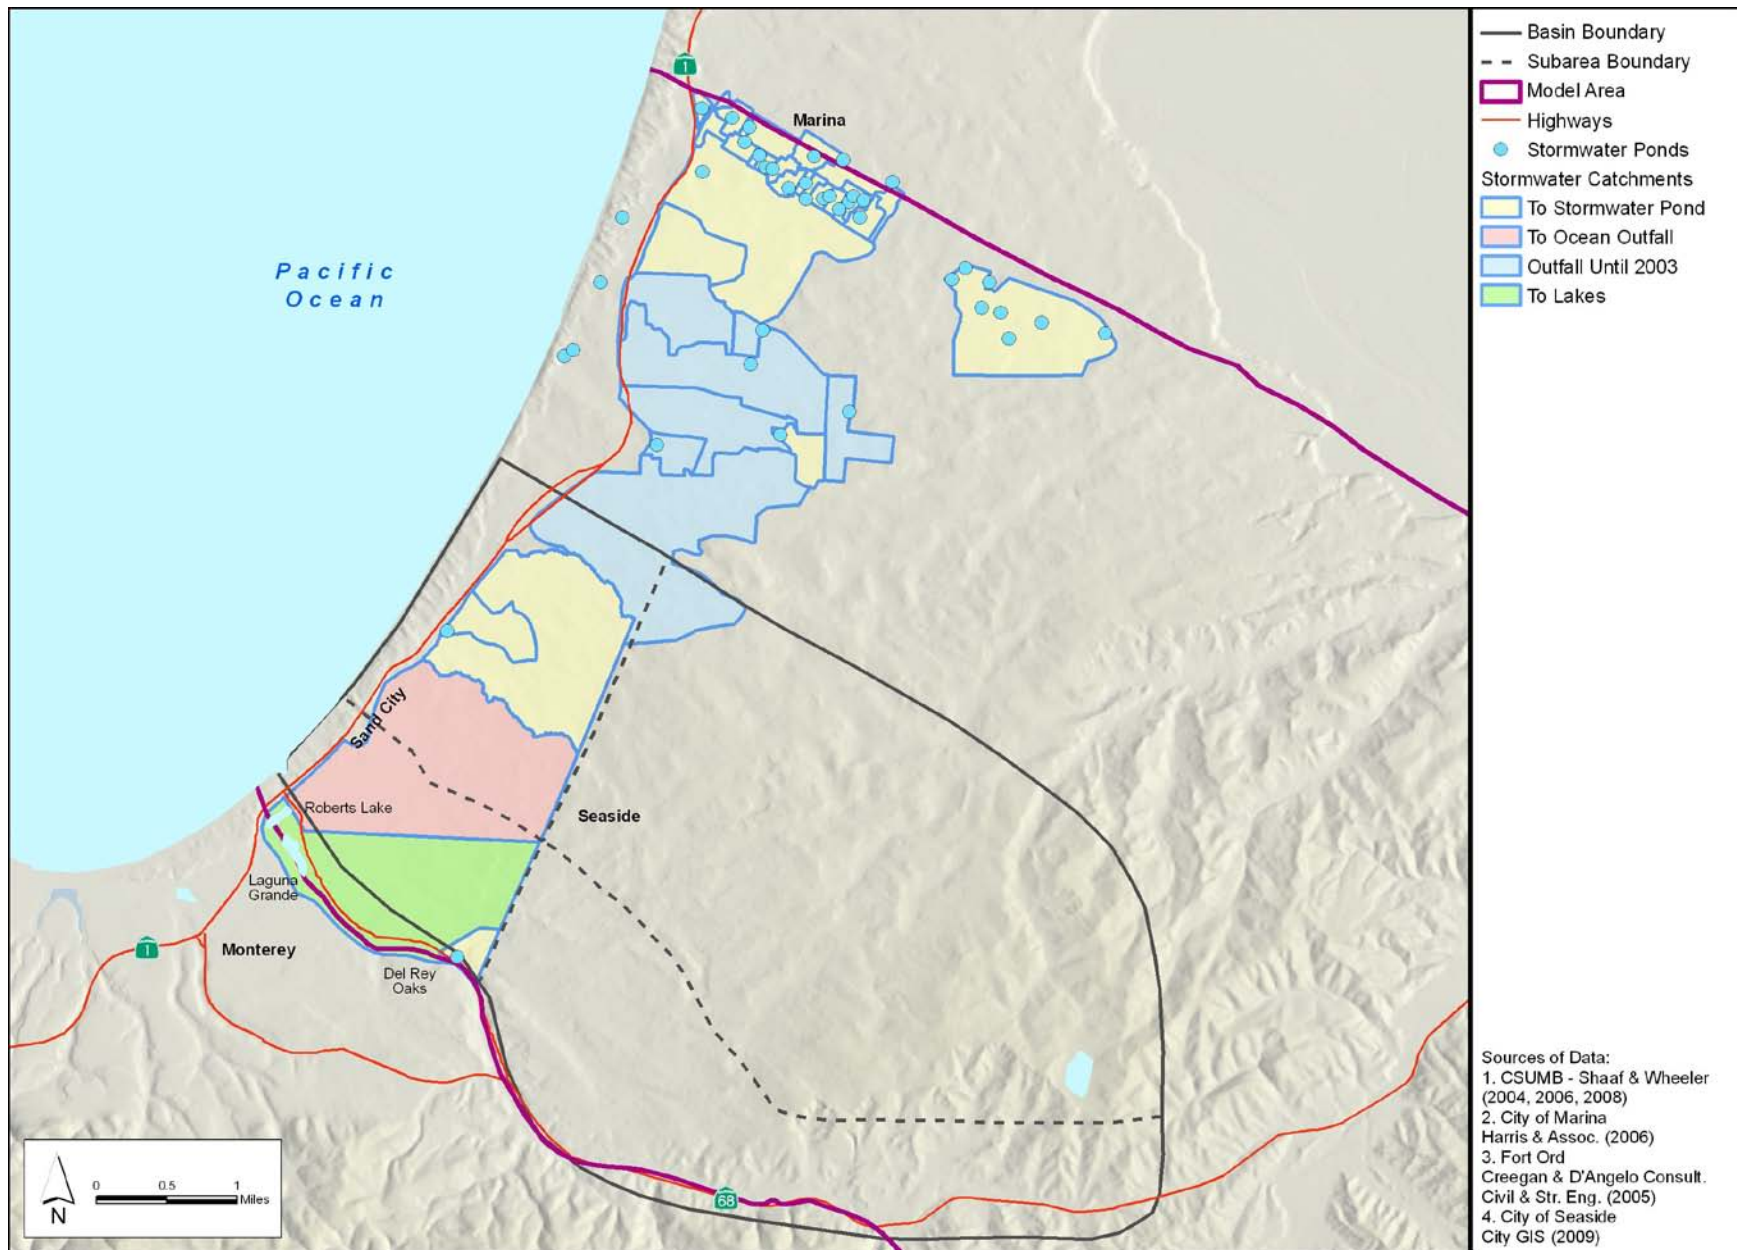 1
Marina
Pacific
Ocean
Sand City
Roberts Lake
Seaside
Laguna
Grande
1
Monterey
Del Rey
Oaks
68
N
0 0.5 1
Miles
Basin Boundary
Subarea Boundary
Model Area
Highways
Stormwater Ponds
Stormwater Catchments
To Stormwater Pond
To Ocean Outfall
Outfall Until 2003
To Lakes
Sources of Data:
1. CSUMB - Shaaf & Wheeler
(2004, 2006, 2008)
2. City of Marina
Harris & Assoc. (2006)
3. Fort Ord
Creegan & D'Angelo Consult.
Civil & Str. Eng. (2005)
4. City of Seaside
City GIS (2009)